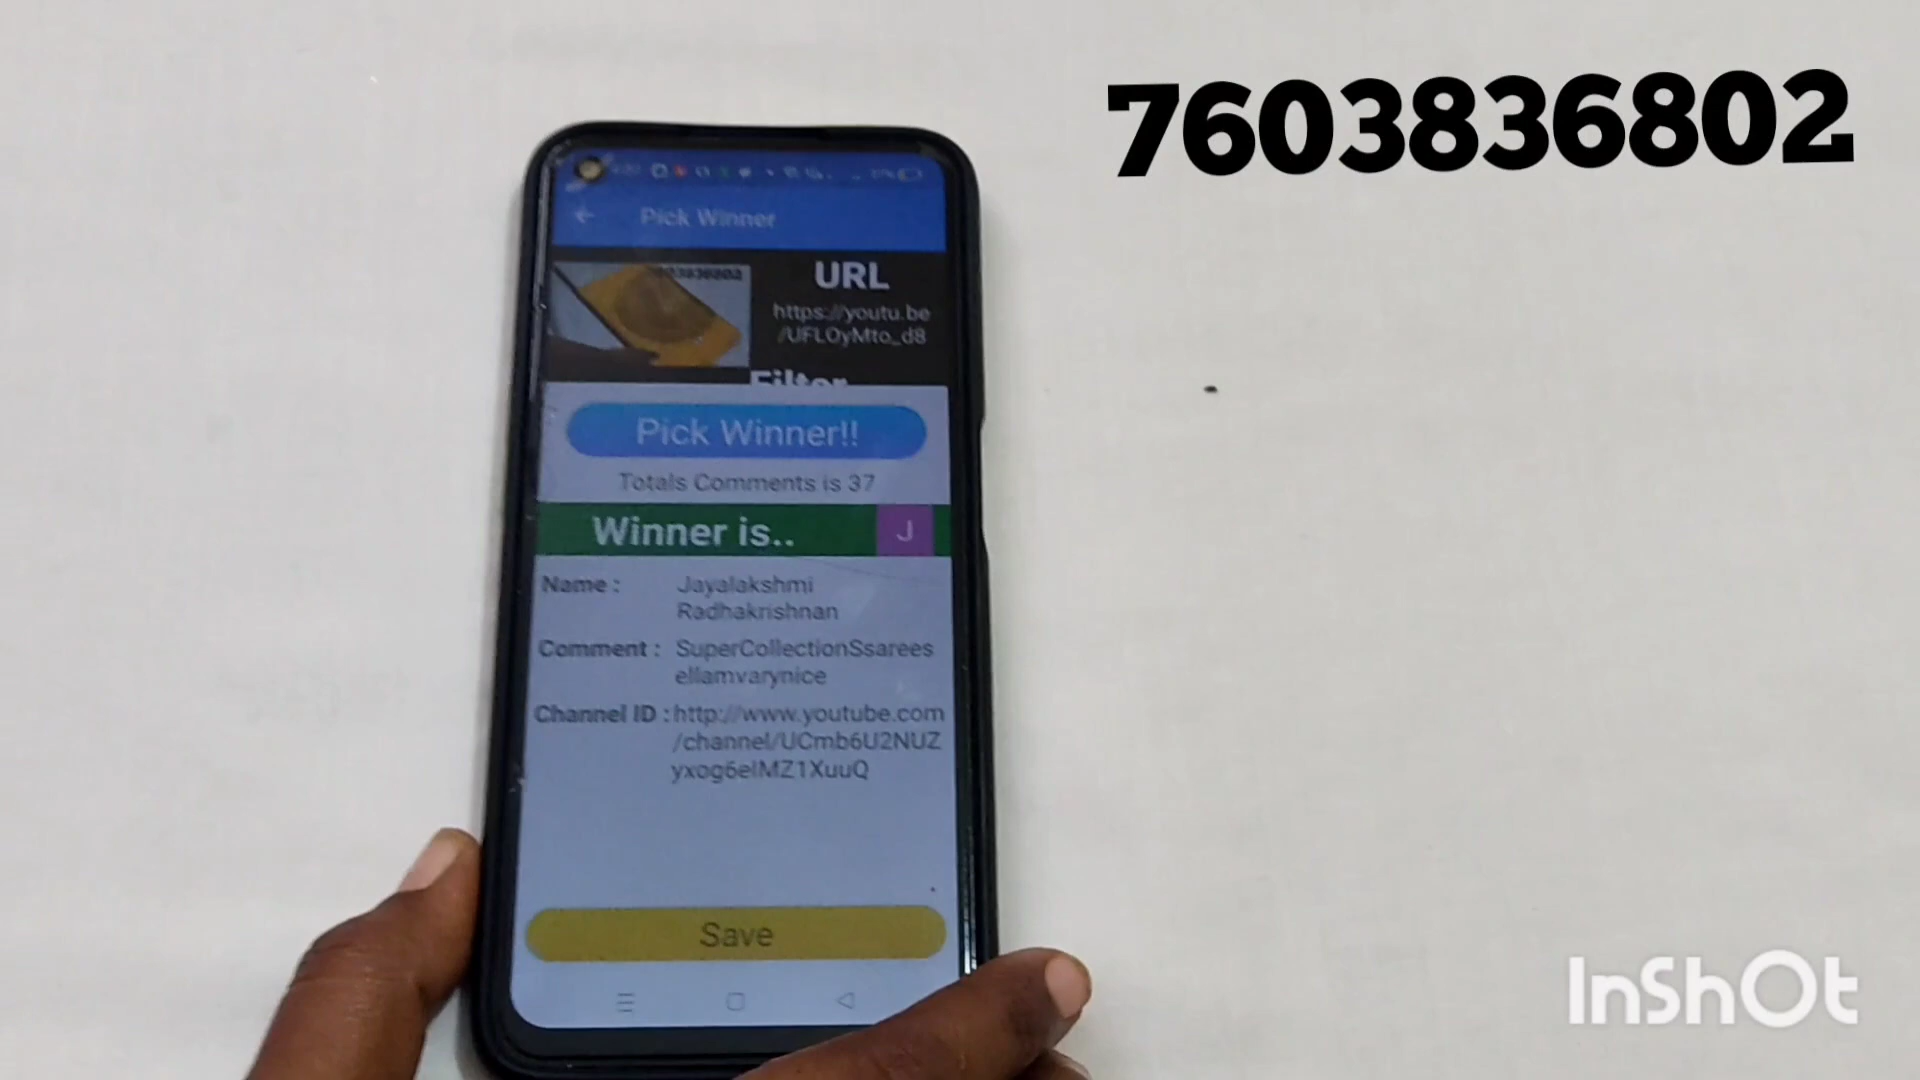 7603836802
Pick Winner
URL
https://youtu.be
/UFLOyMto_d8
Filter
Pick Winner!!
Totals Comments is 37
Winner is..
J
Name :
Jayalakshmi
Radhakrishnan
Comment :
SuperCollectionSsarees
ellamvarynice
Channel ID :
http://www.youtube.com
/channel/UCmb6U2NUZ
yxog6eIMZ1XuuQ
Save
InShOt